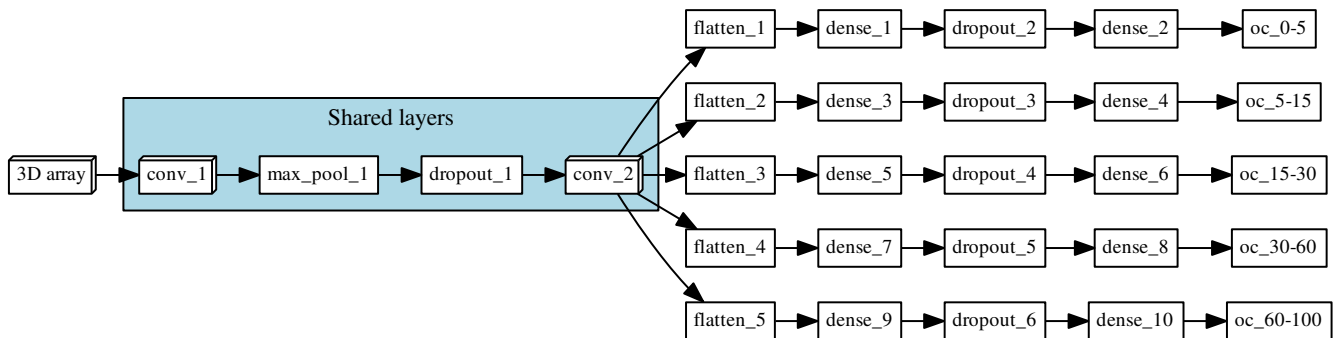 flatten_1
dense_1
dropout_2
dense_2
oc_0-5
flatten_2
dense_3
dropout_3
dense_4
oc_5-15
Shared layers
3D array
conv_1
max_pool_1
dropout_1
conv_2
flatten_3
dense_5
dropout_4
dense_6
oc_15-30
flatten_4
dense_7
dropout_5
dense_8
oc_30-60
flatten_5
dense_9
dropout_6
dense_10
oc_60-100